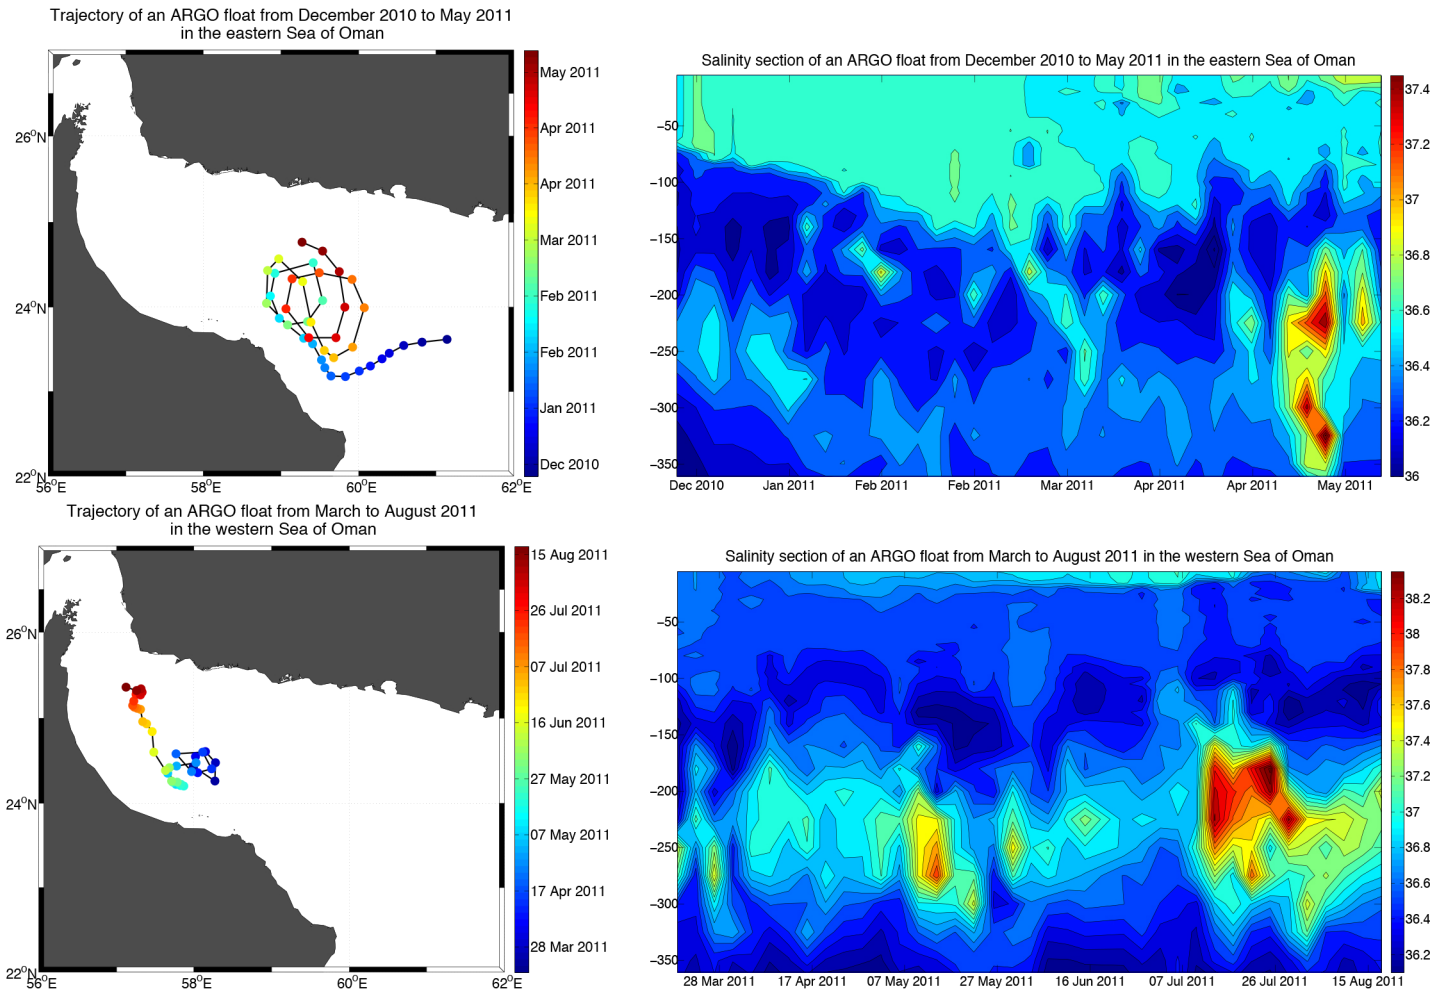 Trajectory of an ARGO float from December 2010 to May 2011
in the eastern Sea of Oman
26°N
24°N
22°N
56°E
58°E
60°E
62°E
May 2011
Apr 2011
Apr 2011
Mar 2011
Feb 2011
Feb 2011
Jan 2011
Dec 2010
Salinity section of an ARGO float from December 2010 to May 2011 in the eastern Sea of Oman
−50
−100
−150
−200
−250
−300
−350
Dec 2010
Jan 2011
Feb 2011
Feb 2011
Mar 2011
Apr 2011
Apr 2011
May 2011
37.4
37.2
37
36.8
36.6
36.4
36.2
36
Trajectory of an ARGO float from March to August 2011
in the western Sea of Oman
26°N
24°N
22°N
56°E
58°E
60°E
62°E
15 Aug 2011
26 Jul 2011
07 Jul 2011
16 Jun 2011
27 May 2011
07 May 2011
17 Apr 2011
28 Mar 2011
Salinity section of an ARGO float from March to August 2011 in the western Sea of Oman
−50
−100
−150
−200
−250
−300
−350
28 Mar 2011
17 Apr 2011
07 May 2011
27 May 2011
16 Jun 2011
07 Jul 2011
26 Jul 2011
15 Aug 2011
38.2
38
37.8
37.6
37.4
37.2
37
36.8
36.6
36.4
36.2